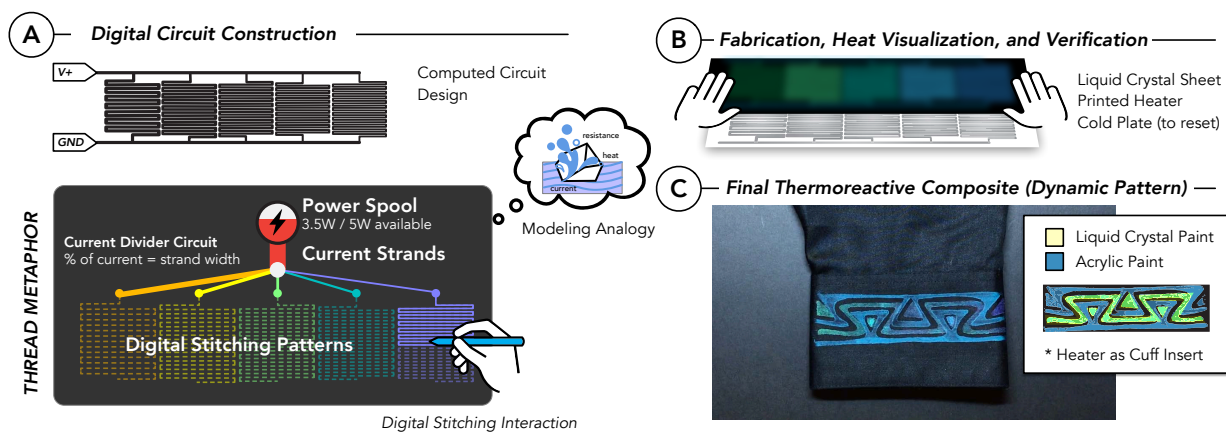 A
Digital Circuit Construction
V+
GND
Computed Circuit
Design
resistance
heat
current
Modeling Analogy
THREAD METAPHOR
Power Spool
3.5W / 5W available
Current Divider Circuit
% of current = strand width
Current Strands
Digital Stitching Patterns
Digital Stitching Interaction
B
Fabrication, Heat Visualization, and Verification
Liquid Crystal Sheet
Printed Heater
Cold Plate (to reset)
C
Final Thermoreactive Composite (Dynamic Pattern)
Liquid Crystal Paint
Acrylic Paint
* Heater as Cuff Insert